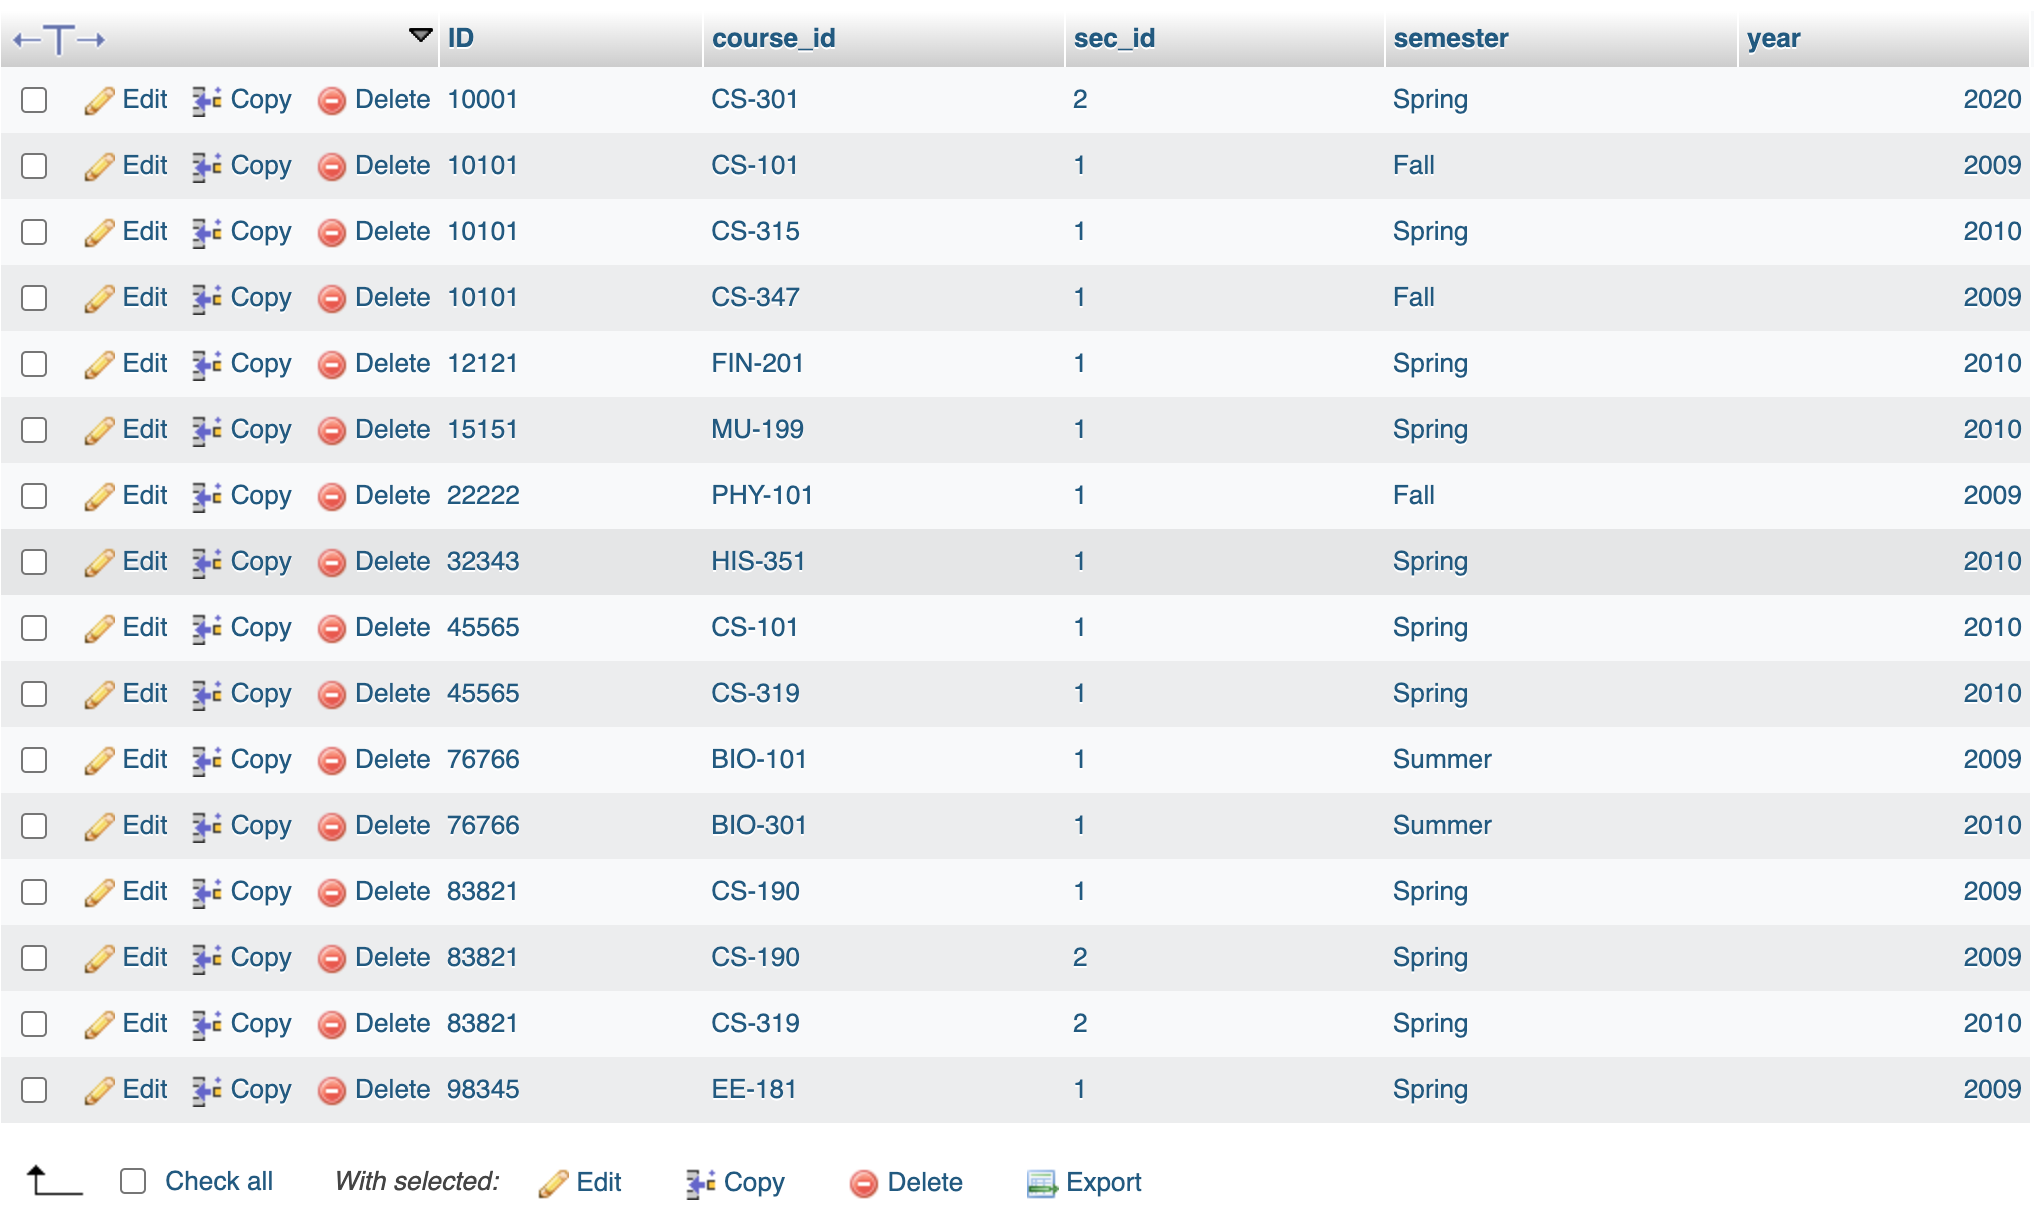 ID course_id sec_id semester year
Edit Copy Delete 10001 CS-301 2 Spring 2020
Edit Copy Delete 10101 CS-101 1 Fall 2009
Edit Copy Delete 10101 CS-315 1 Spring 2010
Edit Copy Delete 10101 CS-347 1 Fall 2009
Edit Copy Delete 12121 FIN-201 1 Spring 2010
Edit Copy Delete 15151 MU-199 1 Spring 2010
Edit Copy Delete 22222 PHY-101 1 Fall 2009
Edit Copy Delete 32343 HIS-351 1 Spring 2010
Edit Copy Delete 45565 CS-101 1 Spring 2010
Edit Copy Delete 45565 CS-319 1 Spring 2010
Edit Copy Delete 76766 BIO-101 1 Summer 2009
Edit Copy Delete 76766 BIO-301 1 Summer 2010
Edit Copy Delete 83821 CS-190 1 Spring 2009
Edit Copy Delete 83821 CS-190 2 Spring 2009
Edit Copy Delete 83821 CS-319 2 Spring 2010
Edit Copy Delete 98345 EE-181 1 Spring 2009
Check all With selected: Edit Copy Delete Export